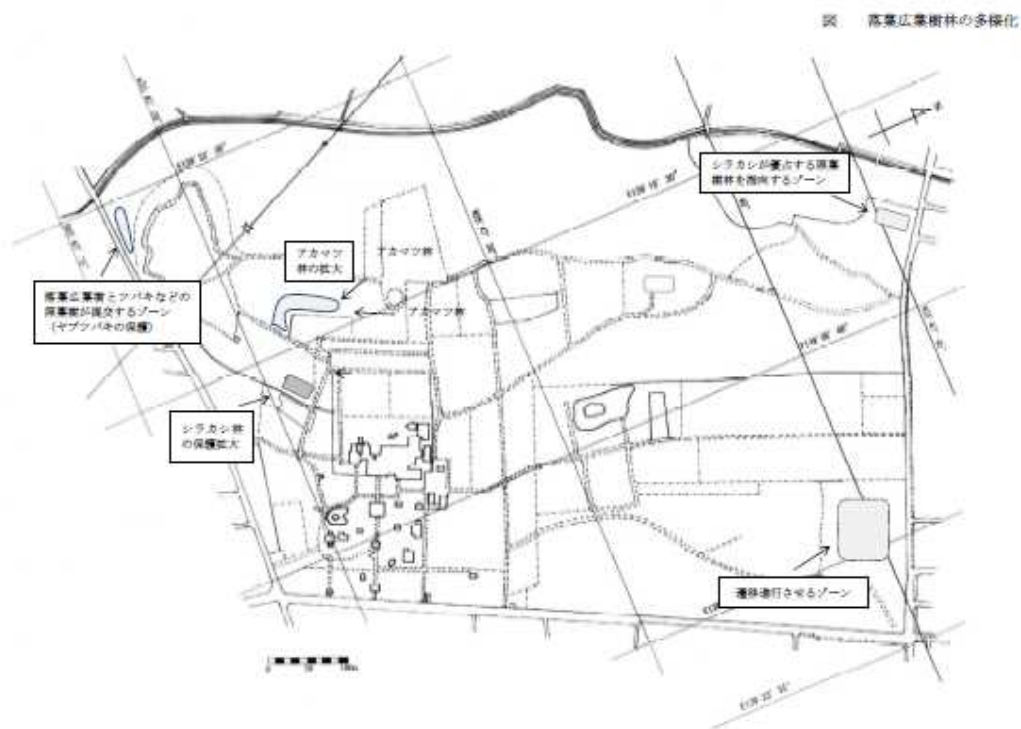 図 落葉広葉樹林の多様化
シラカシが優占する照葉
樹林を指向するゾーン
アカマツ
林の拡大
アカマツ林
アカマツ林
落葉広葉樹とツバキなどの
照葉樹が混交するゾーン
(ヤブツバキの保護)
シラカシ林
の保護拡大
遷移進行させるゾーン